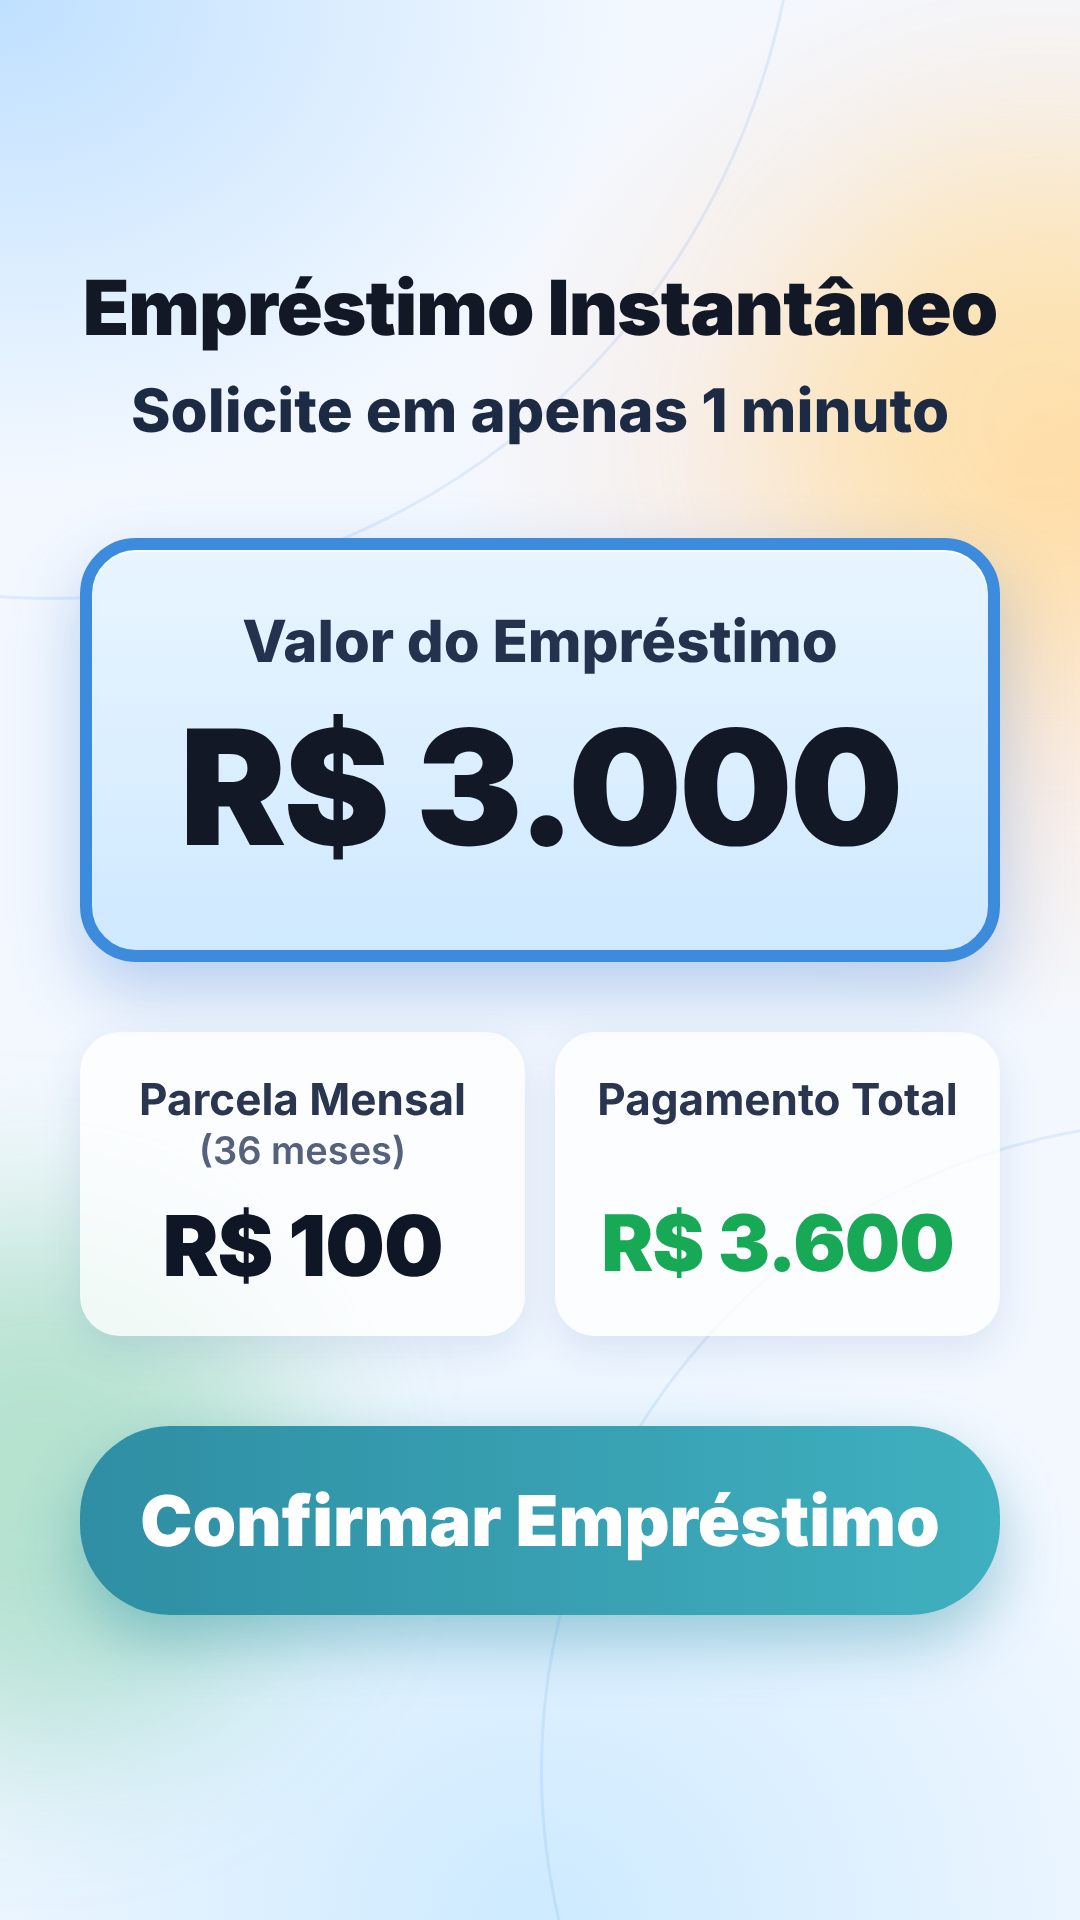 Empréstimo Instantâneo
Solicite em apenas 1 minuto
Valor do Empréstimo
R$ 3.000
Parcela Mensal
(36 meses)
R$ 100
Pagamento Total
R$ 3.600
Confirmar Empréstimo